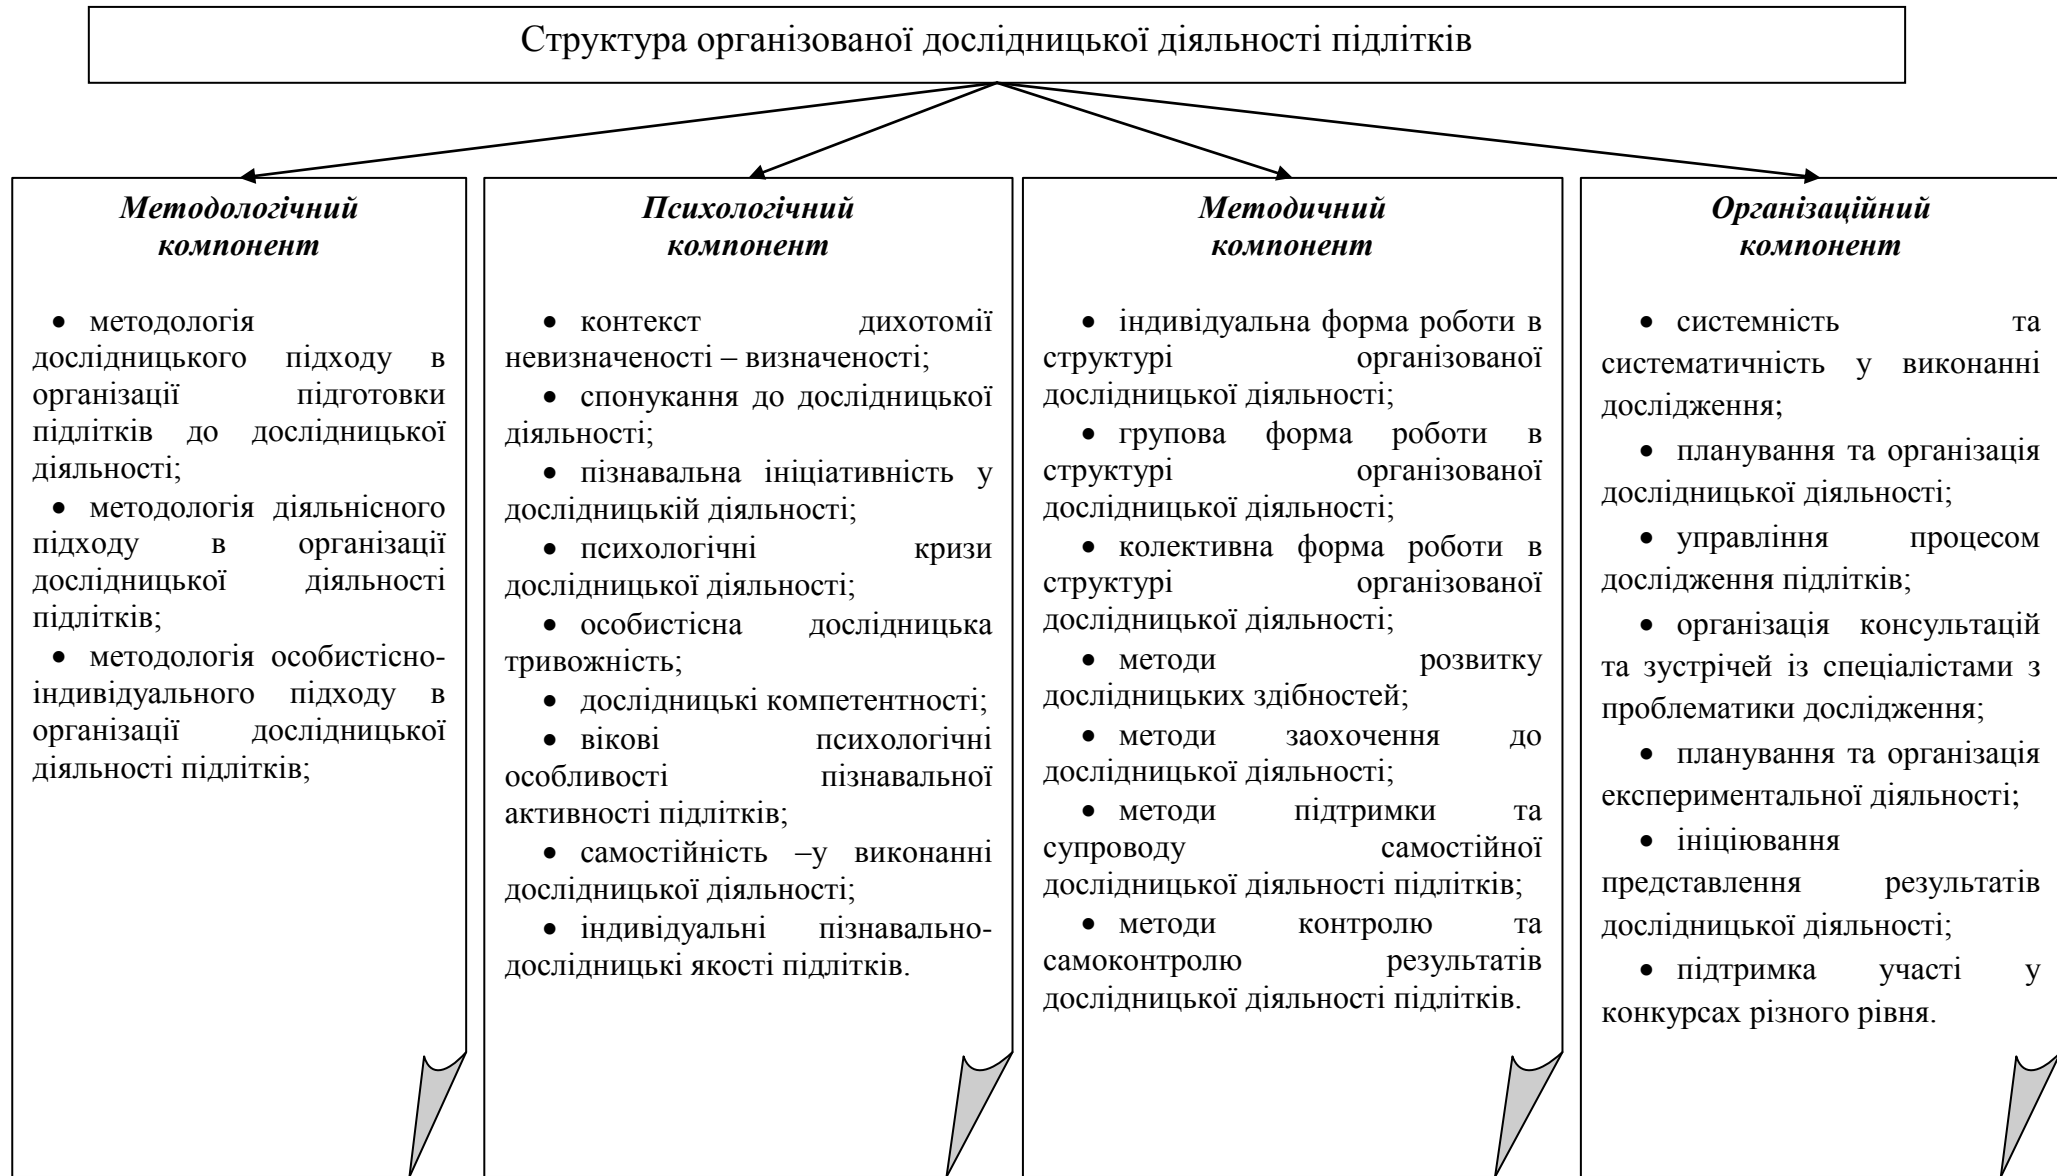 Структура організованої дослідницької діяльності підлітків
Методологічний
компонент
• методологія
дослідницького підходу в
організації підготовки
підлітків до дослідницької
діяльності;
• методологія діяльнісного
підходу в організації
дослідницької діяльності
підлітків;
• методологія особистісно-
індивідуального підходу в
організації дослідницької
діяльності підлітків;
Психологічний
компонент
• контекст дихотомії
невизначеності – визначеності;
• спонукання до дослідницької
діяльності;
• пізнавальна ініціативність у
дослідницькій діяльності;
• психологічні кризи
дослідницької діяльності;
• особистісна дослідницька
тривожність;
• дослідницькі компетентності;
• вікові психологічні
особливості пізнавальної
активності підлітків;
• самостійність –у виконанні
дослідницької діяльності;
• індивідуальні пізнавально-
дослідницькі якості підлітків.
Методичний
компонент
• індивідуальна форма роботи в
структурі організованої
дослідницької діяльності;
• групова форма роботи в
структурі організованої
дослідницької діяльності;
• колективна форма роботи в
структурі організованої
дослідницької діяльності;
• методи розвитку
дослідницьких здібностей;
• методи заохочення до
дослідницької діяльності;
• методи підтримки та
супроводу самостійної
дослідницької діяльності підлітків;
• методи контролю та
самоконтролю результатів
дослідницької діяльності підлітків.
Організаційний
компонент
• системність та
систематичність у виконанні
дослідження;
• планування та організація
дослідницької діяльності;
• управління процесом
дослідження підлітків;
• організація консультацій
та зустрічей із спеціалістами з
проблематики дослідження;
• планування та організація
експериментальної діяльності;
• ініціювання
представлення результатів
дослідницької діяльності;
• підтримка участі у
конкурсах різного рівня.